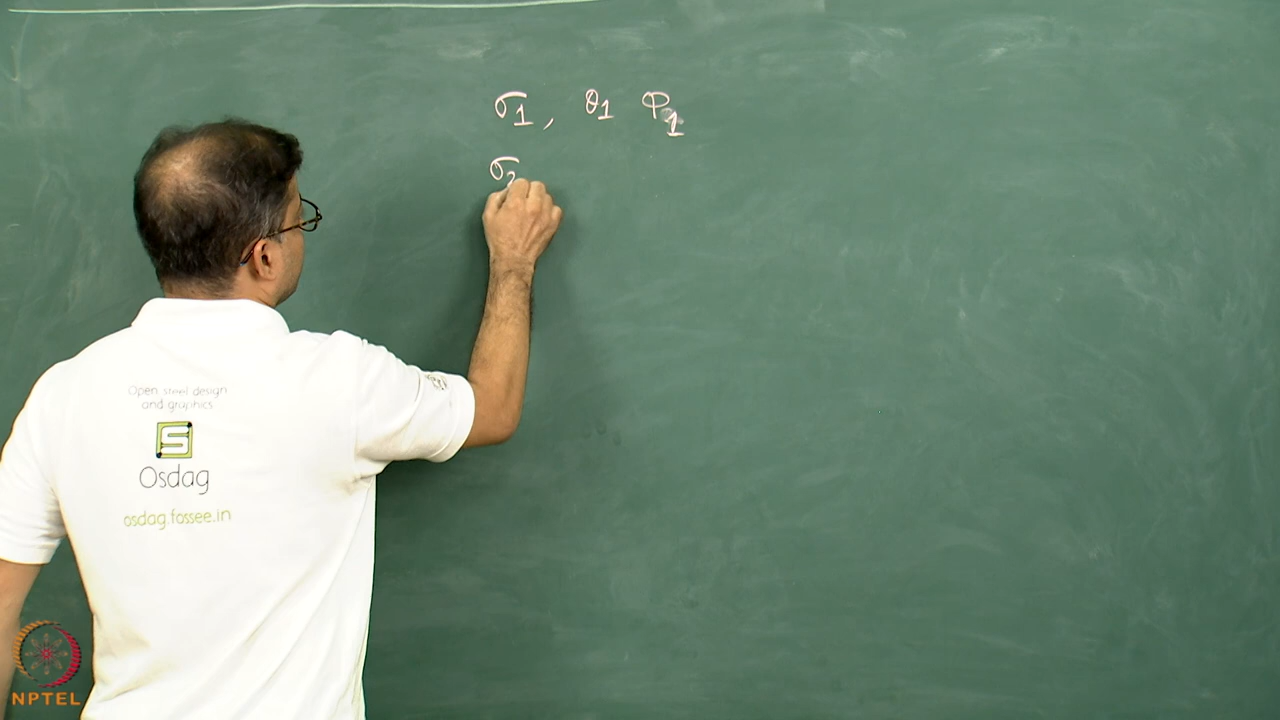 σ1, θ1 φ1
σ2
Open steel design
and graphics
S
Osdag
osdag.fossee.in
NPTEL